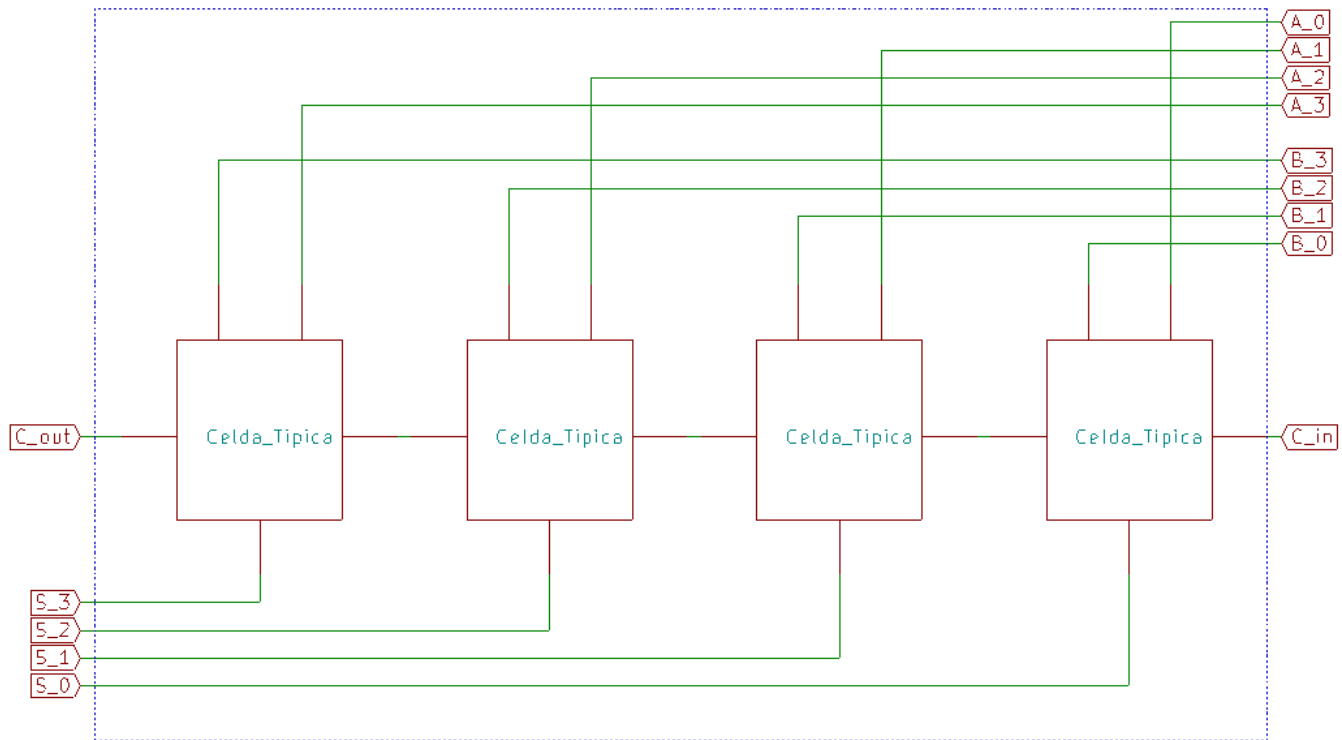 A_0
A_1
A_2
A_3
B_3
B_2
B_1
B_0
C_out
Celda_Tipica
Celda_Tipica
Celda_Tipica
Celda_Tipica
C_in
S_3
S_2
S_1
S_0